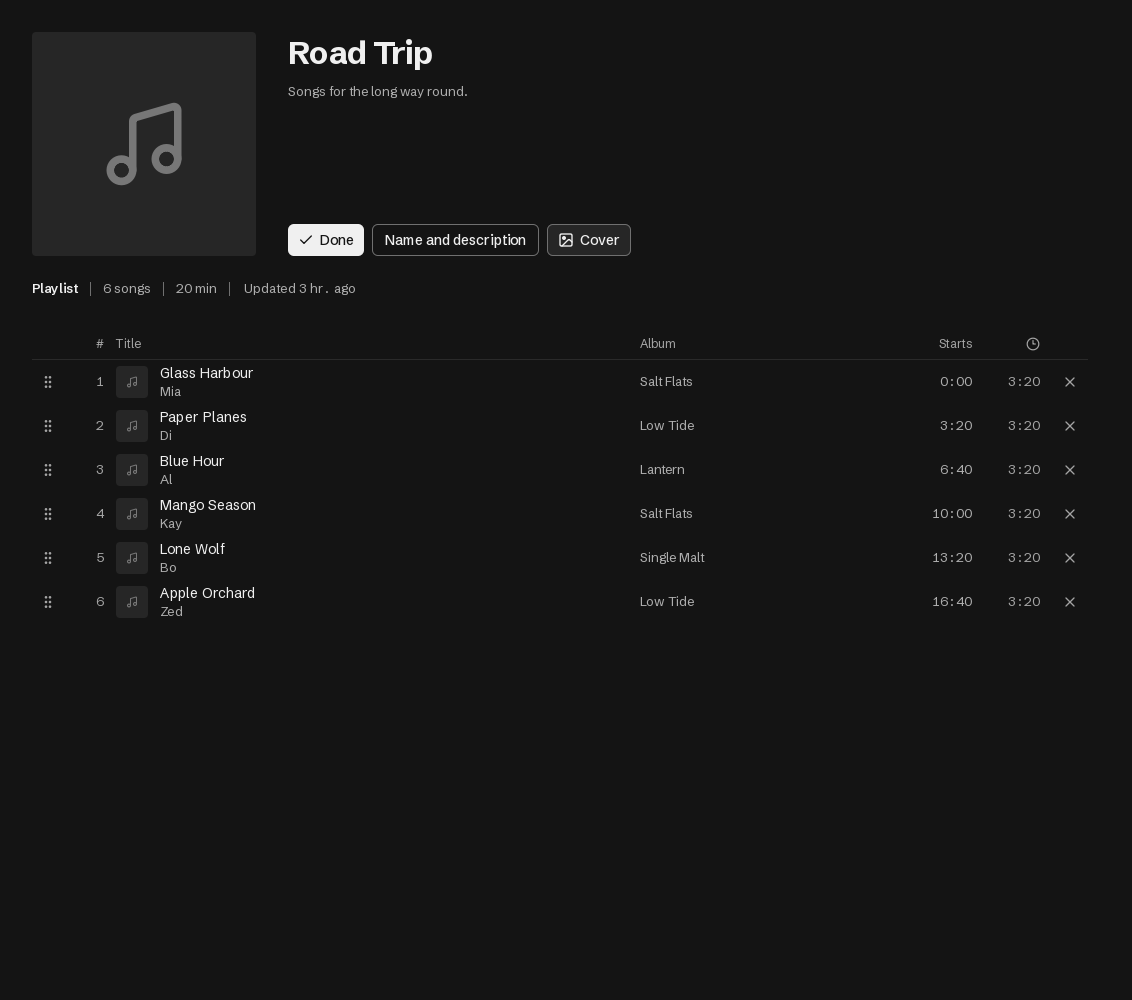 Road Trip
Songs for the long way round.
Done
Name and description
Cover
Playlist
6 songs
20 min
Updated 3 hr. ago
# Title Album Starts
1 Glass Harbour Salt Flats 0:00 3:20
Mia
2 Paper Planes Low Tide 3:20 3:20
Di
3 Blue Hour Lantern 6:40 3:20
Al
4 Mango Season Salt Flats 10:00 3:20
Kay
5 Lone Wolf Single Malt 13:20 3:20
Bo
6 Apple Orchard Low Tide 16:40 3:20
Zed